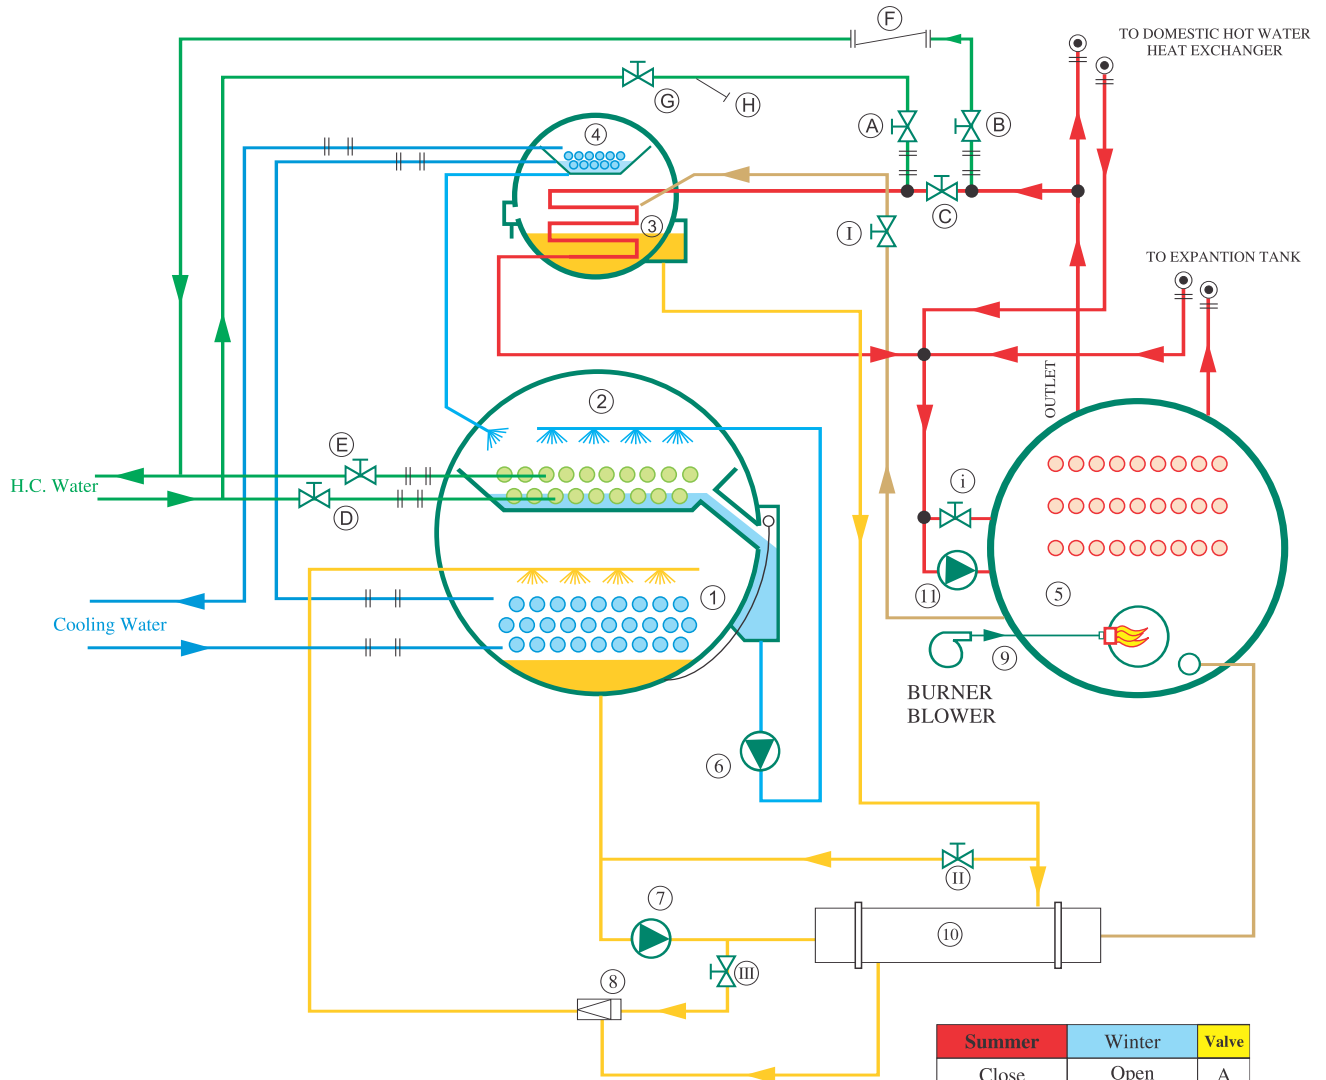 F
TO DOMESTIC HOT WATER
HEAT EXCHANGER
G
H
A
B
4
C
3
I
TO EXPANTION TANK
OUTLET
2
E
H.C. Water
D
i
1
11
5
Cooling Water
9
BURNER
BLOWER
6
II
7
10
III
8
Summer Winter Valve
Close Open A